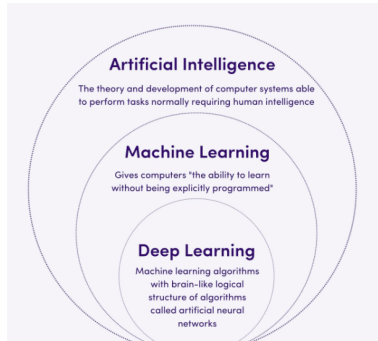 Artificial Intelligence
The theory and development of computer systems able
to perform tasks normally requiring human intelligence
Machine Learning
Gives computers "the ability to learn
without being explicitly programmed"
Deep Learning
Machine learning algorithms
with brain-like logical
structure of algorithms
called artificial neural
networks